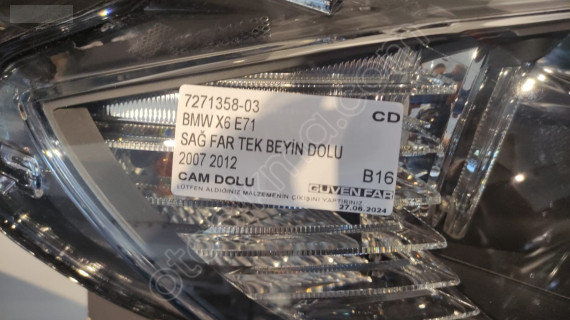 7271358-03 CD
BMW X6 E71
SAĞ FAR TEK BEYİN DOLU
2007 2012 B16
CAM DOLU GÜVEN FAR
LÜTFEN ALDIĞINIZ MALZEMENİN ÇIKIŞINI YAPTIRINIZ
27.06.2024